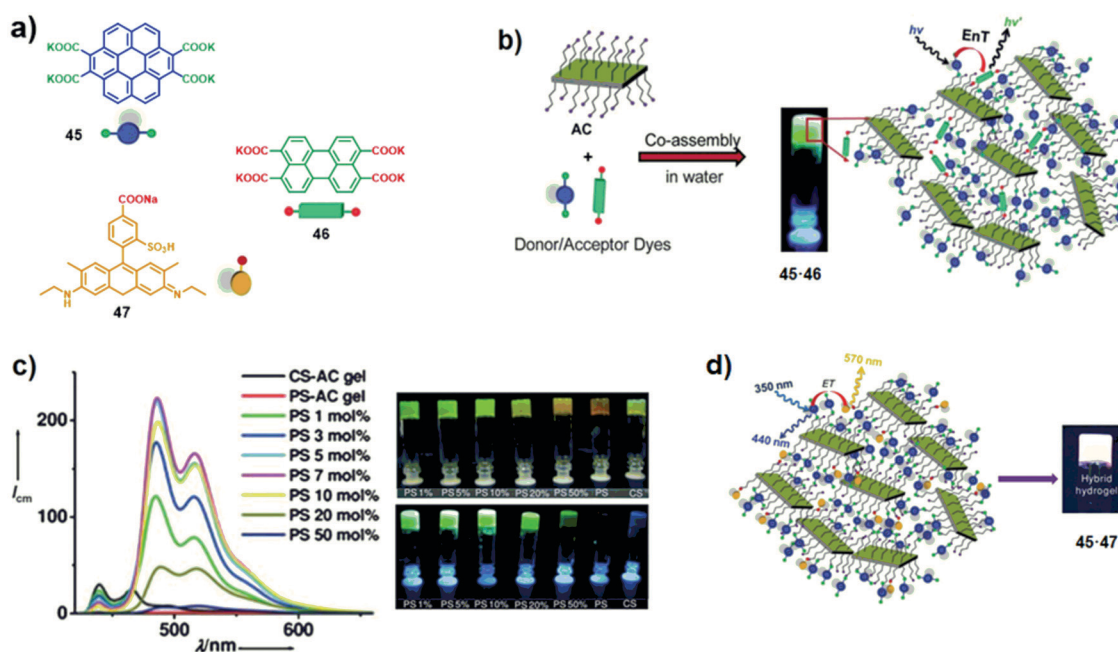 a)
KOOC
COOK
KOOC
COOK
45
KOOC
COOK
KOOC
COOK
46
COONa
SO₃H
N
H
N
47
b)
AC
+
Donor/Acceptor Dyes
Co-assembly
in water
45·46
hν
EnT
hν'
c)
200
100
0
I cm
500
600
λ/nm
CS-AC gel
PS-AC gel
PS 1 mol%
PS 3 mol%
PS 5 mol%
PS 7 mol%
PS 10 mol%
PS 20 mol%
PS 50 mol%
PS 1% PS 5% PS 10% PS 20% PS 50% PS CS
PS 1% PS 5% PS 10% PS 20% PS 50% PS CS
d)
350 nm
ET
570 nm
440 nm
Hybrid
hydrogel
45·47